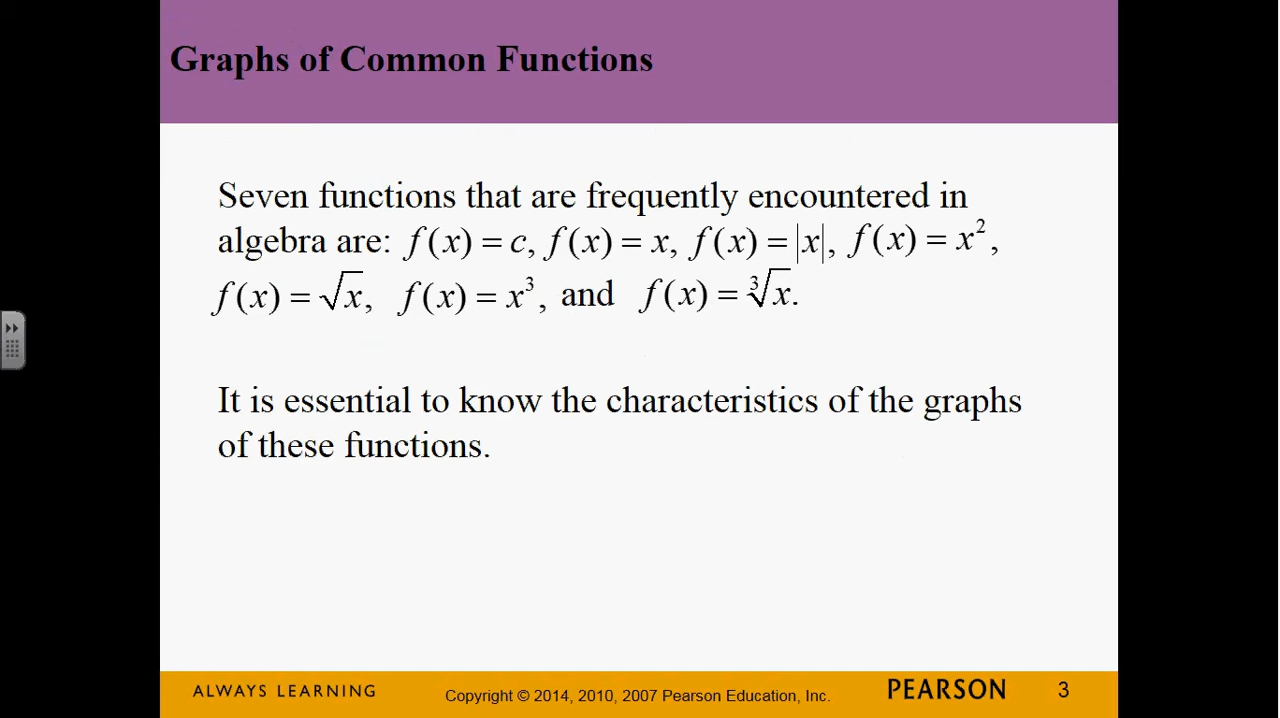 Graphs of Common Functions
Seven functions that are frequently encountered in
algebra are: f(x) = c, f(x) = x, f(x) = |x|, f(x) = x²,
f(x) = √x, f(x) = x³, and f(x) = ∛x.
It is essential to know the characteristics of the graphs
of these functions.
ALWAYS LEARNING
Copyright © 2014, 2010, 2007 Pearson Education, Inc.
PEARSON
3